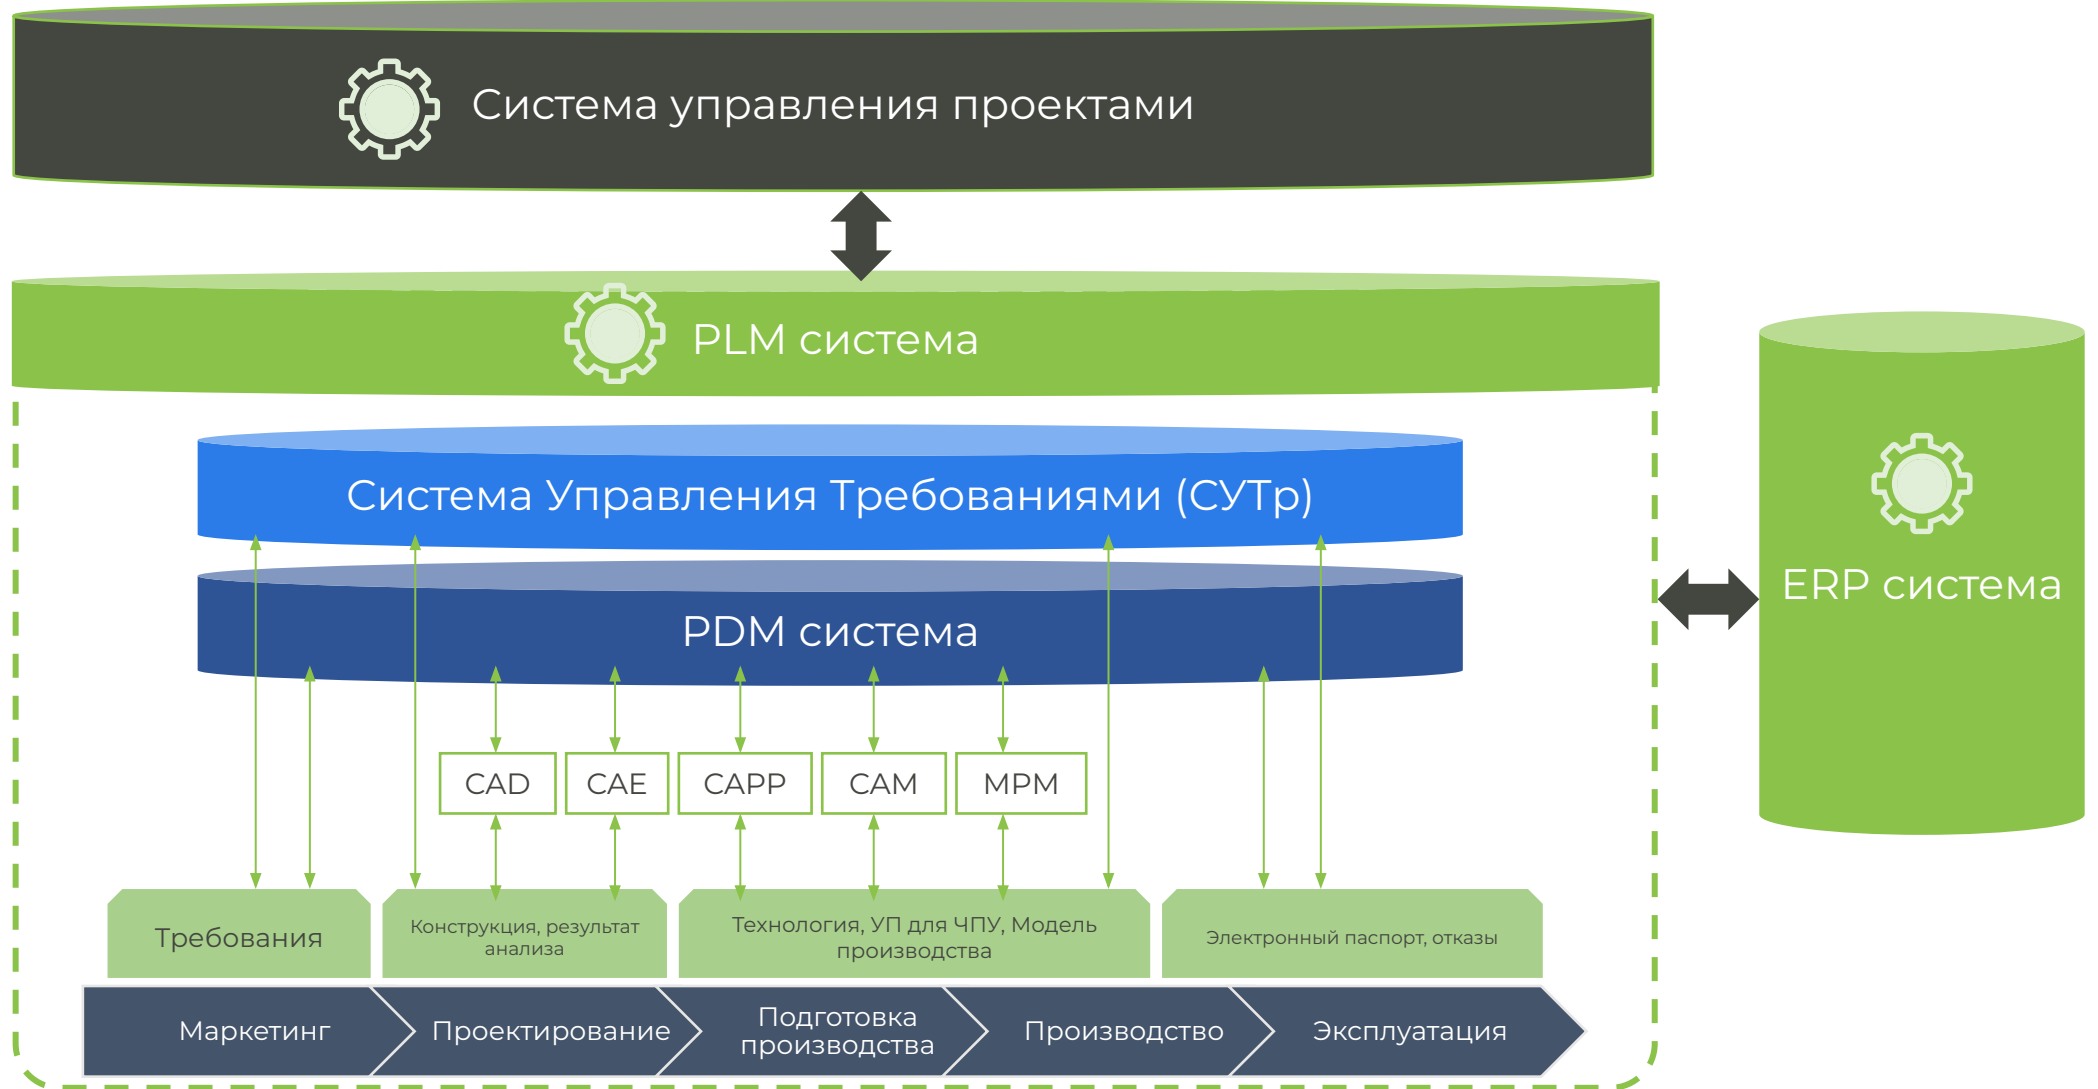 Система управления проектами
PLM система
Система Управления Требованиями (СУТр)
PDM система
ERP система
CAD
CAE
CAPP
CAM
MPM
Требования
Конструкция, результат
анализа
Технология, УП для ЧПУ, Модель
производства
Электронный паспорт, отказы
Маркетинг
Проектирование
Подготовка
производства
Производство
Эксплуатация